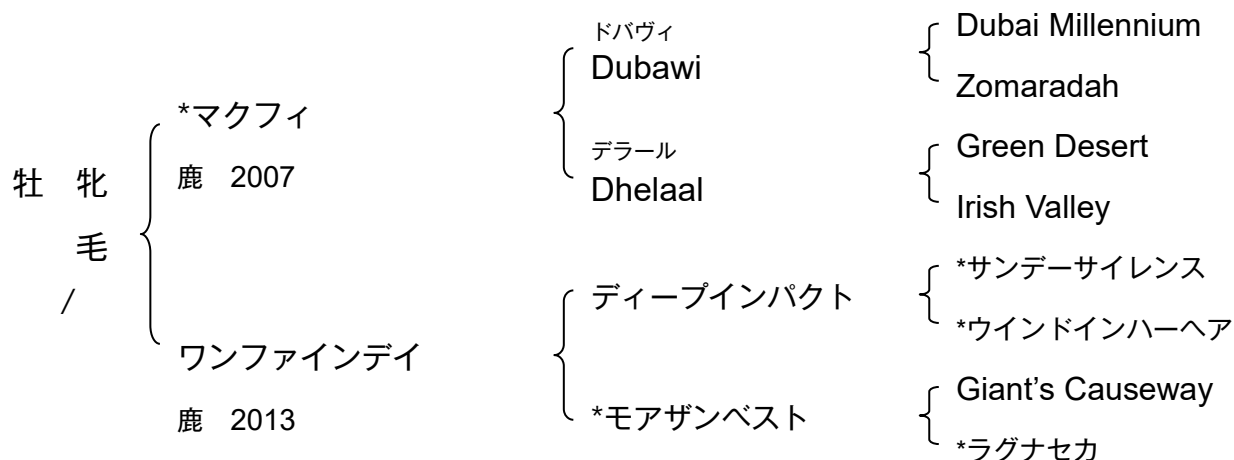 牡 牝
毛
/
*マクフィ
鹿 2007
ワンファインデイ
鹿 2013
ドバヴィ
Dubawi
デラール
Dhelaal
ディープインパクト
*モアザンベスト
Dubai Millennium
Zomaradah
Green Desert
Irish Valley
*サンデーサイレンス
*ウインドインハーヘア
Giant's Causeway
*ラグナセカ